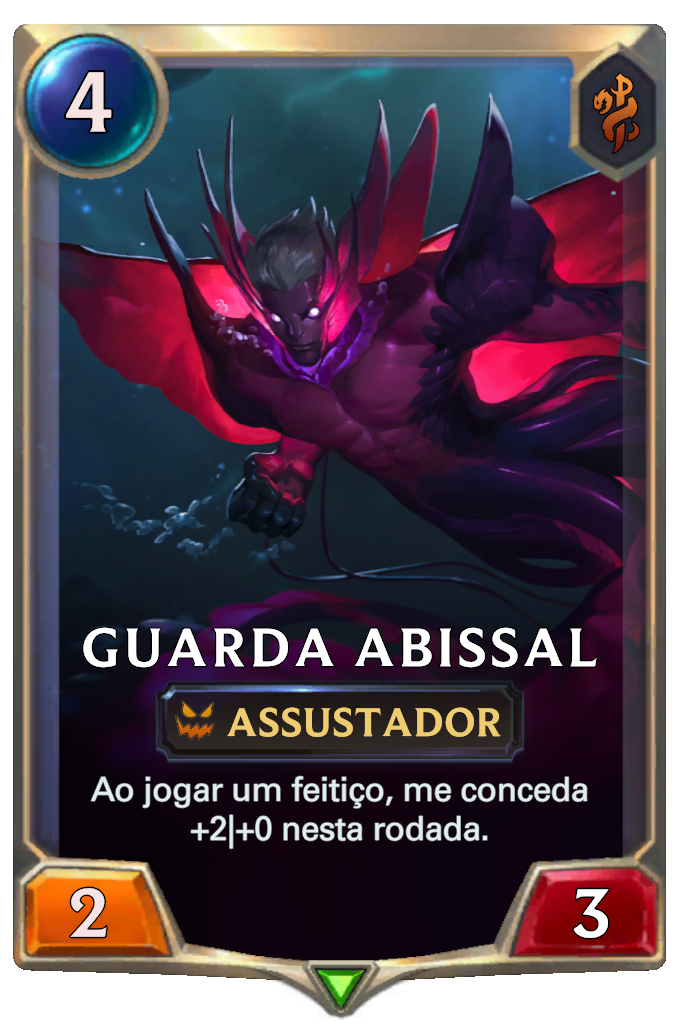 4
GUARDA ABISSAL
ASSUSTADOR
Ao jogar um feitiço, me conceda
+2|+0 nesta rodada.
2
3